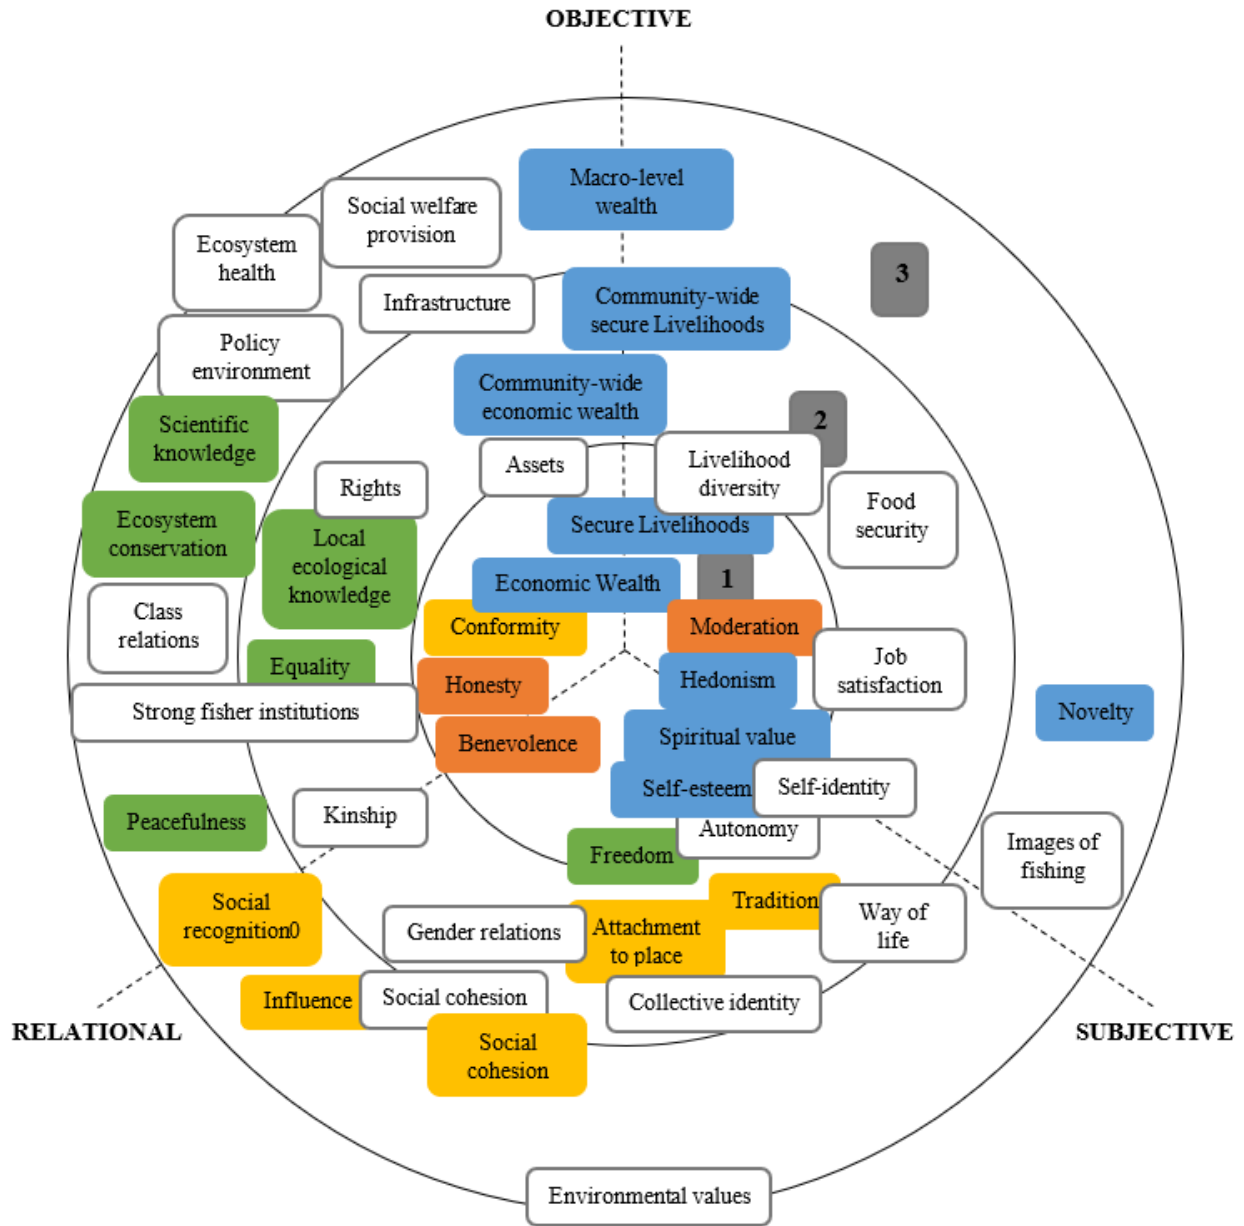 OBJECTIVE
Macro-level
wealth
Social welfare
provision
Ecosystem
health
3
Infrastructure
Community-wide
secure Livelihoods
Policy
environment
Community-wide
economic wealth
Scientific
knowledge
2
Assets
Livelihood
diversity
Rights
Food
security
Ecosystem
conservation
Local
ecological
knowledge
Secure Livelihoods
Economic Wealth
1
Class
relations
Conformity
Moderation
Equality
Honesty
Hedonism
Job
satisfaction
Strong fisher institutions
Novelty
Benevolence
Spiritual value
Self-esteem
Self-identity
Peacefulness
Kinship
Autonomy
Images of
fishing
Freedom
Social
recognition0
Tradition
Way of
life
Gender relations
Attachment
to place
Influence
Social cohesion
Collective identity
RELATIONAL
SUBJECTIVE
Social
cohesion
Environmental values